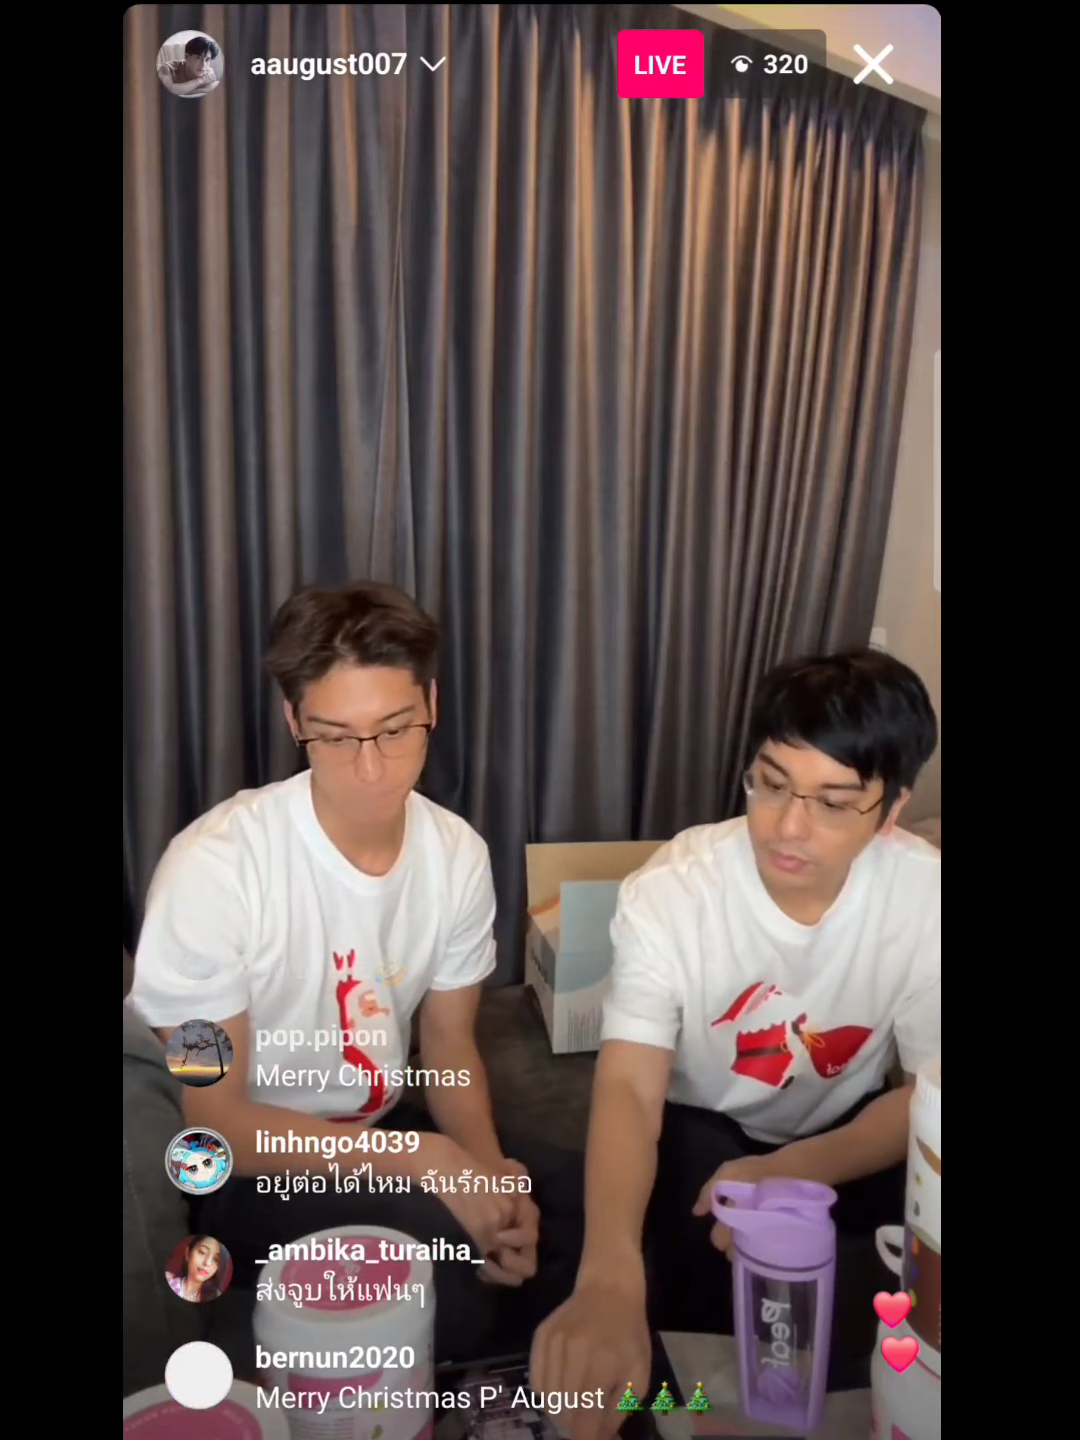 aaugust007
LIVE
320
pop.pipon
Merry Christmas
linhngo4039
อยู่ต่อได้ไหม ฉันรักเธอ
_ambika_turaiha_
ส่งจูบให้แฟนๆ
bernun2020
Merry Christmas P' August 🎄🎄🎄